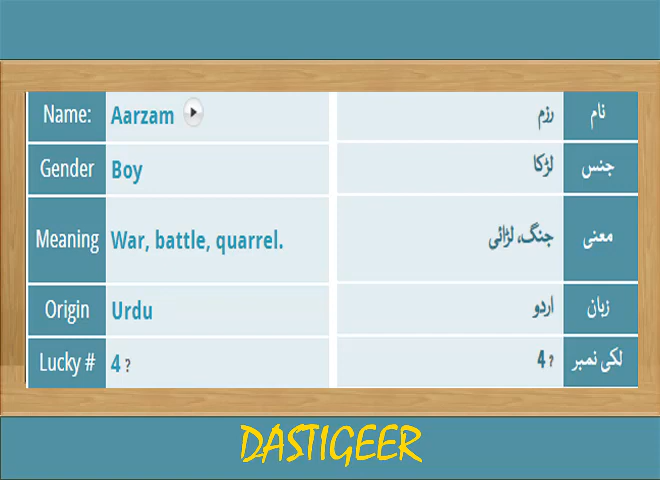 Name: Aarzam رزم نام
Gender Boy لڑکا جنس
Meaning War, battle, quarrel. جنگ، لڑائی معنی
Origin Urdu اردو زبان
Lucky # 4 ? 4 ? لکی نمبر
DASTIGEER